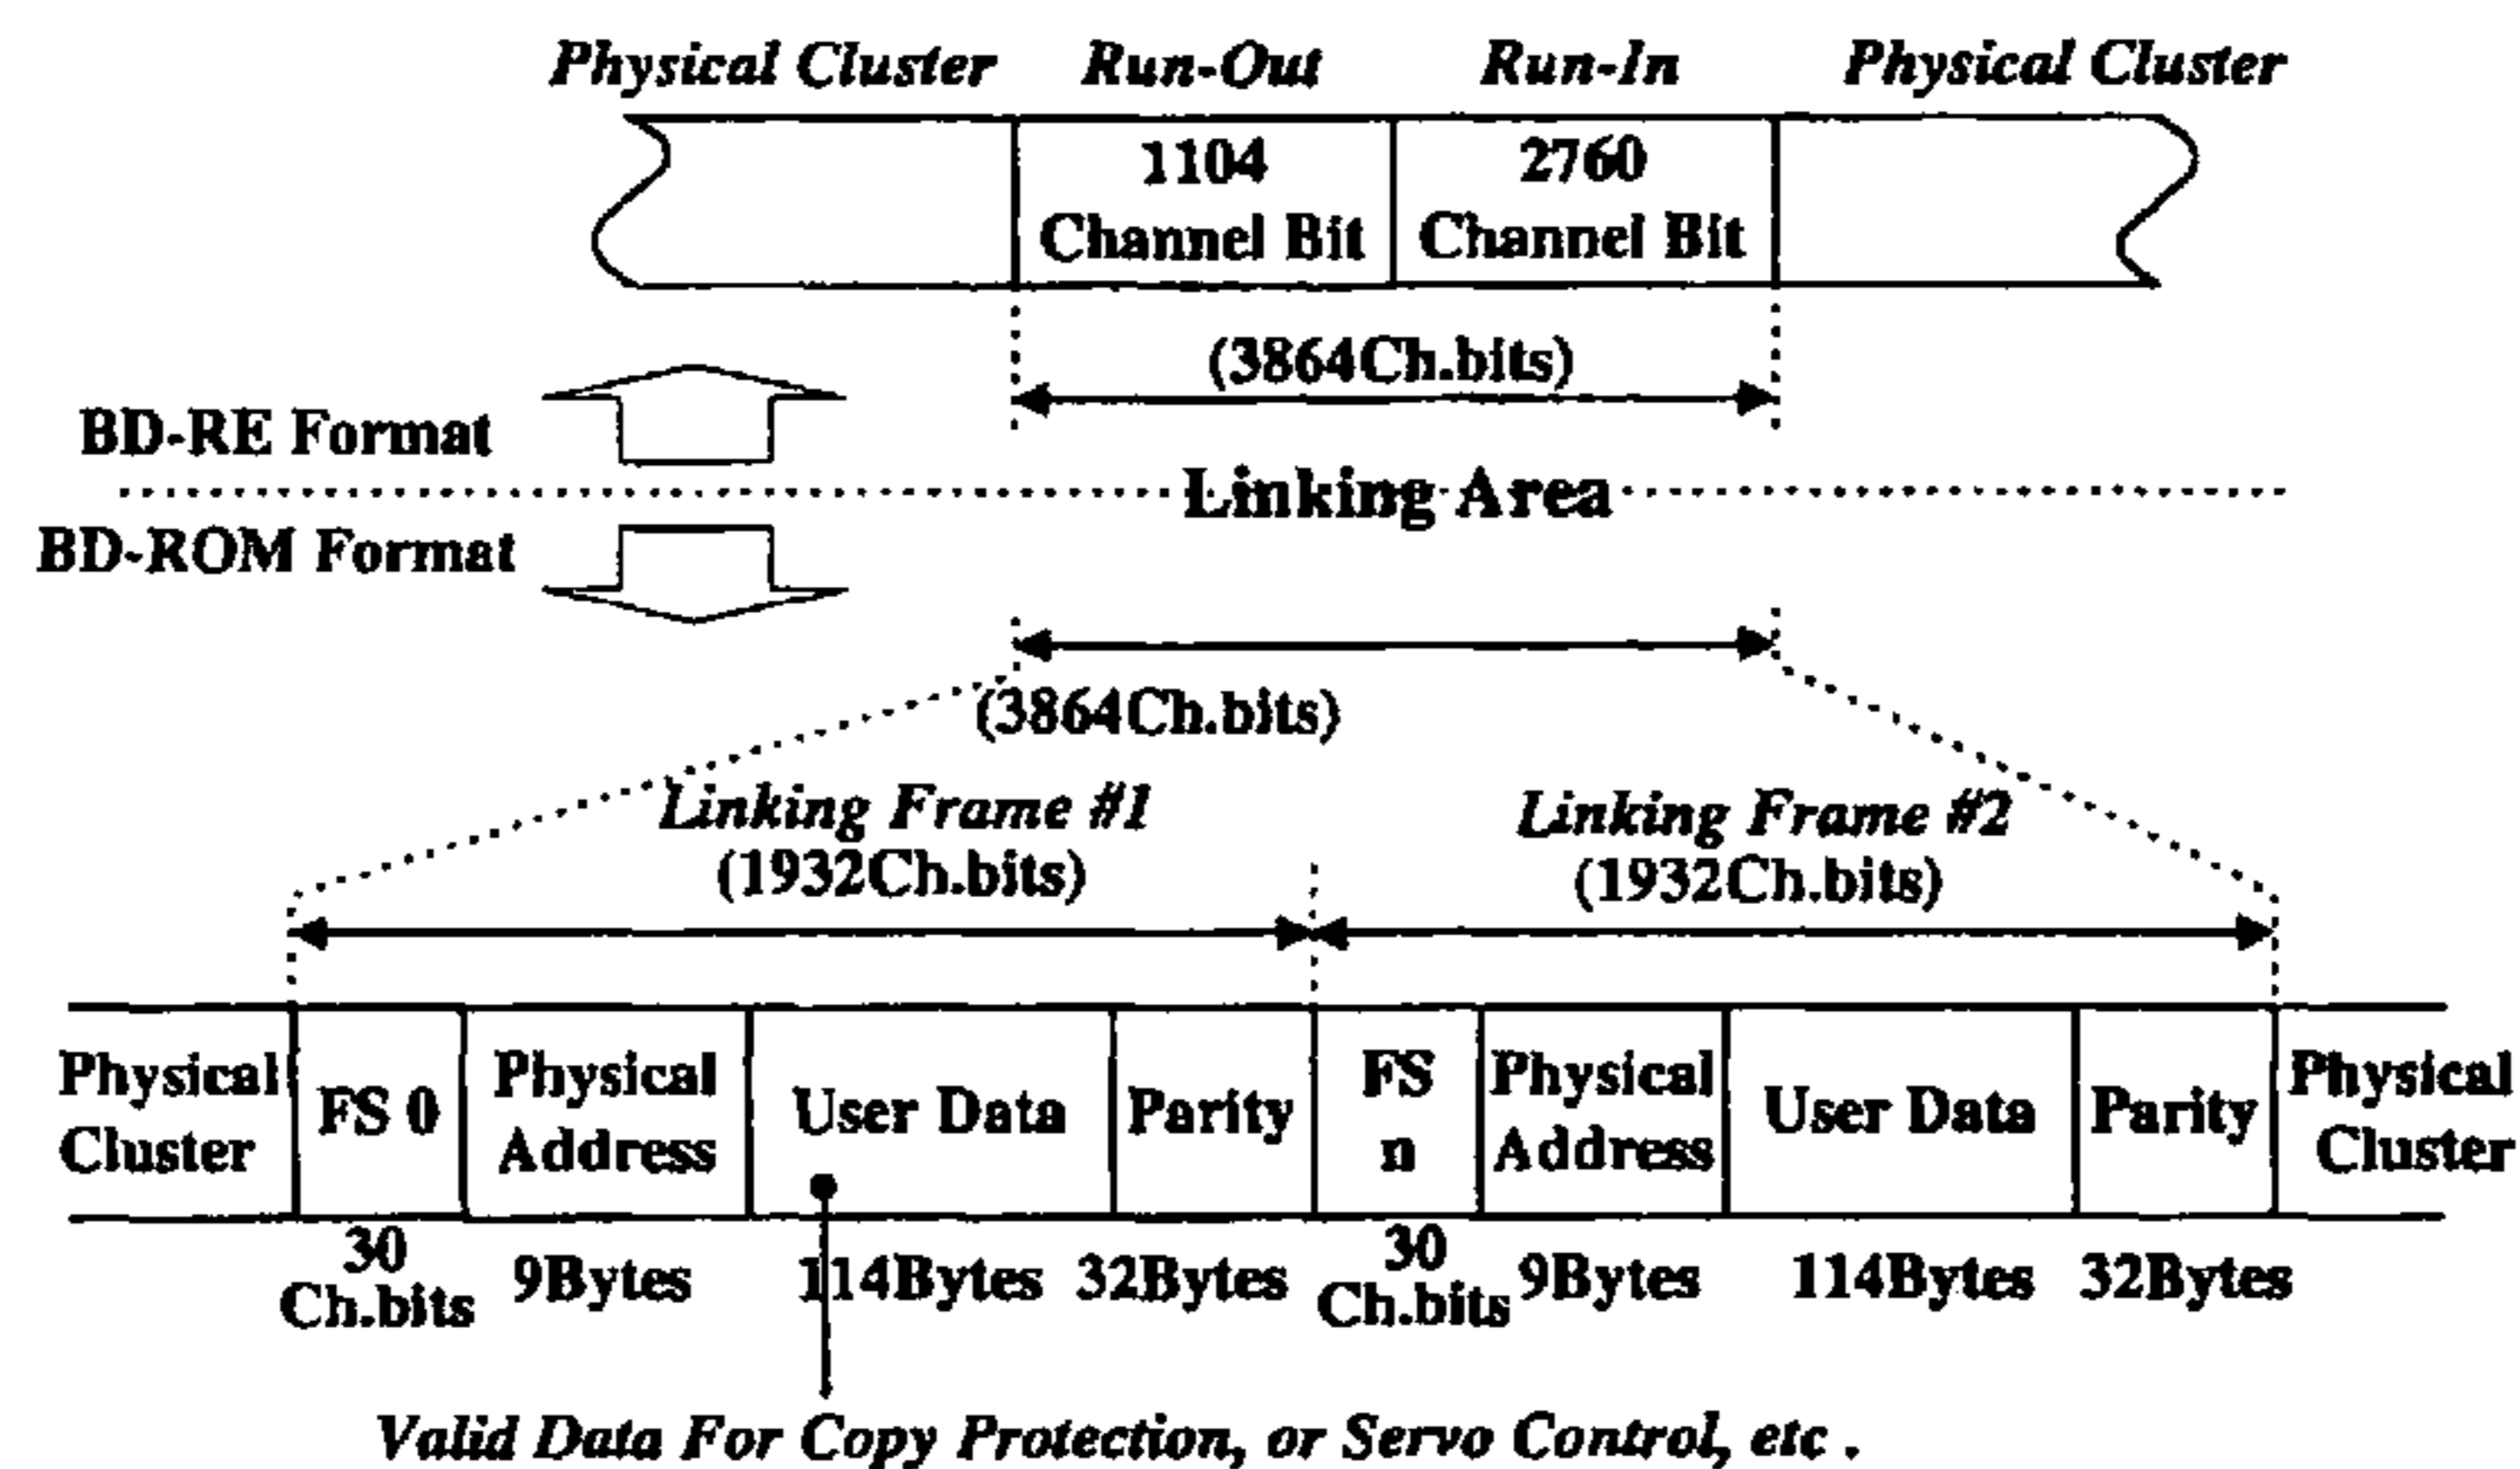 Physical Cluster Run-Out Run-In Physical Cluster
1104 2760
Channel Bit Channel Bit
(3864Ch.bits)
BD-RE Format
Linking Area
BD-ROM Format
(3864Ch.bits)
Linking Frame #1 Linking Frame #2
(1932Ch.bits) (1932Ch.bits)
Physical Cluster
FS 0
Physical Address
User Data
Parity
FS n
Physical Address
User Data
Parity
Physical Cluster
30 Ch.bits
9Bytes
114Bytes
32Bytes
30 Ch.bits
9Bytes
114Bytes
32Bytes
Valid Data For Copy Protection, or Servo Control, etc .